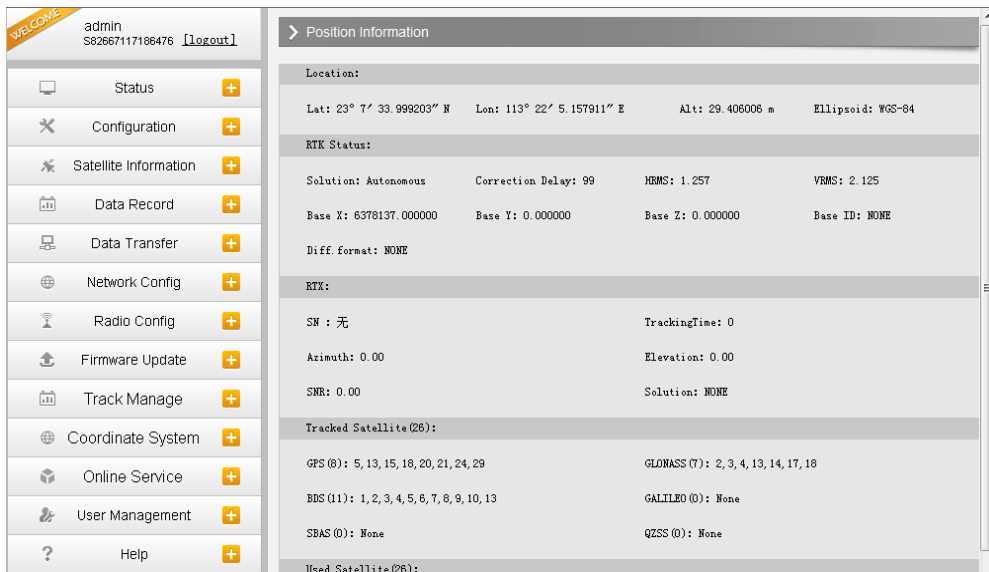 WELCOME
admin
S82667117186476 [logout]
Status
Configuration
Satellite Information
Data Record
Data Transfer
Network Config
Radio Config
Firmware Update
Track Manage
Coordinate System
Online Service
User Management
Help
Position Information
Location:
Lat: 23° 7′ 33.999203″ N Lon: 113° 22′ 5.157911″ E Alt: 29.406006 m Ellipsoid: WGS-84
RTK Status:
Solution: Autonomous Correction Delay: 99 HRMS: 1.257 VRMS: 2.125
Base X: 6378137.000000 Base Y: 0.000000 Base Z: 0.000000 Base ID: NONE
Diff.format: NONE
RTX:
SN : 无 TrackingTime: 0
Azimuth: 0.00 Elevation: 0.00
SNR: 0.00 Solution: NONE
Tracked Satellite(26):
GPS(8): 5,13,15,18,20,21,24,29 GLONASS(7): 2,3,4,13,14,17,18
BDS(11): 1,2,3,4,5,6,7,8,9,10,13 GALILEO(0): None
SBAS(0): None QZSS(0): None
Used Satellite(26):